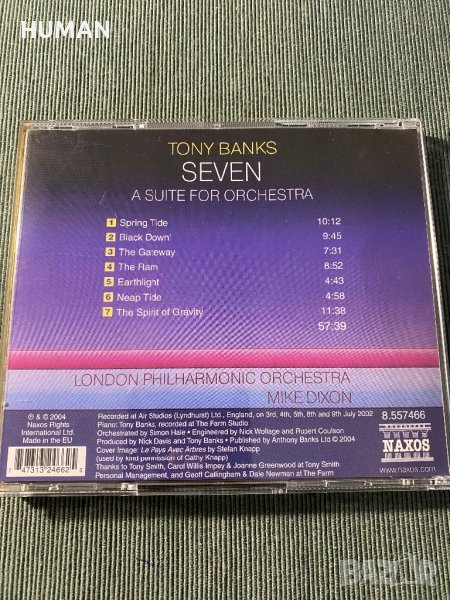 HUMAN
TONY BANKS
SEVEN
A SUITE FOR ORCHESTRA
1 Spring Tide 10:12
2 Black Down 9:45
3 The Gateway 7:31
4 The Ram 8:52
5 Earthlight 4:43
6 Neap Tide 4:58
7 The Spirit of Gravity 11:38
57:39
LONDON PHILHARMONIC ORCHESTRA
MIKE DIXON
℗ & © 2004
Naxos Rights
International Ltd.
Made in the EU
Recorded at Air Studios (Lyndhurst) Ltd., England, on 3rd, 4th, 5th, 8th and 9th July 2002
Piano: Tony Banks, recorded at The Farm Studio
Orchestrated by Simon Hale • Engineered by Nick Wollage and Rupert Coulson
Produced by Nick Davis and Tony Banks • Published by Anthony Banks Ltd © 2004
Cover Image: Le Pays Avec Arbres by Stefan Knapp
(used by kind permission of Cathy Knapp)
Thanks to Tony Smith, Carol Willis Impey & Joanne Greenwood at Tony Smith
Personal Management, and Geoff Callingham & Dale Newman at The Farm
8.557466
NAXOS
www.naxos.com
7 47313 24662 5
BAZAR